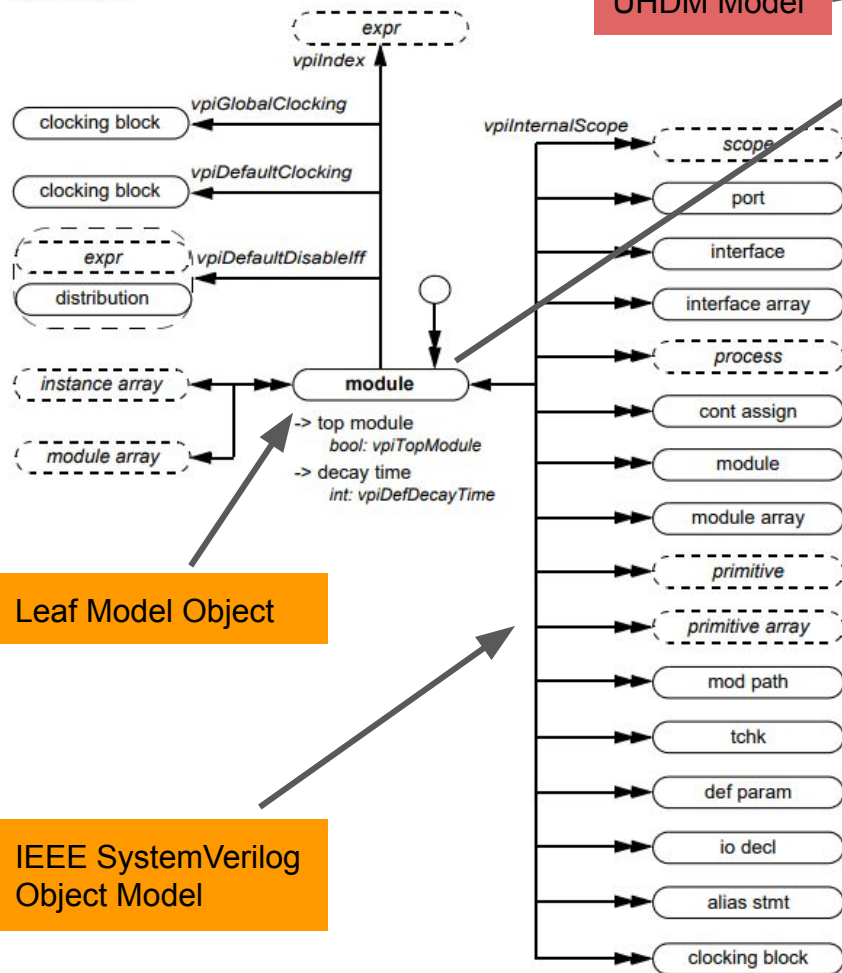 UHDM Model
expr
vpiIndex
clocking block
vpiGlobalClocking
clocking block
vpiDefaultClocking
expr
distribution
vpiDefaultDisableIff
instance array
module array
module
-> top module
bool: vpiTopModule
-> decay time
int: vpiDefDecayTime
vpiInternalScope
scope
port
interface
interface array
process
cont assign
module
module array
primitive
primitive array
mod path
tchk
def param
io decl
alias stmt
clocking block
Leaf Model Object
IEEE SystemVerilog
Object Model